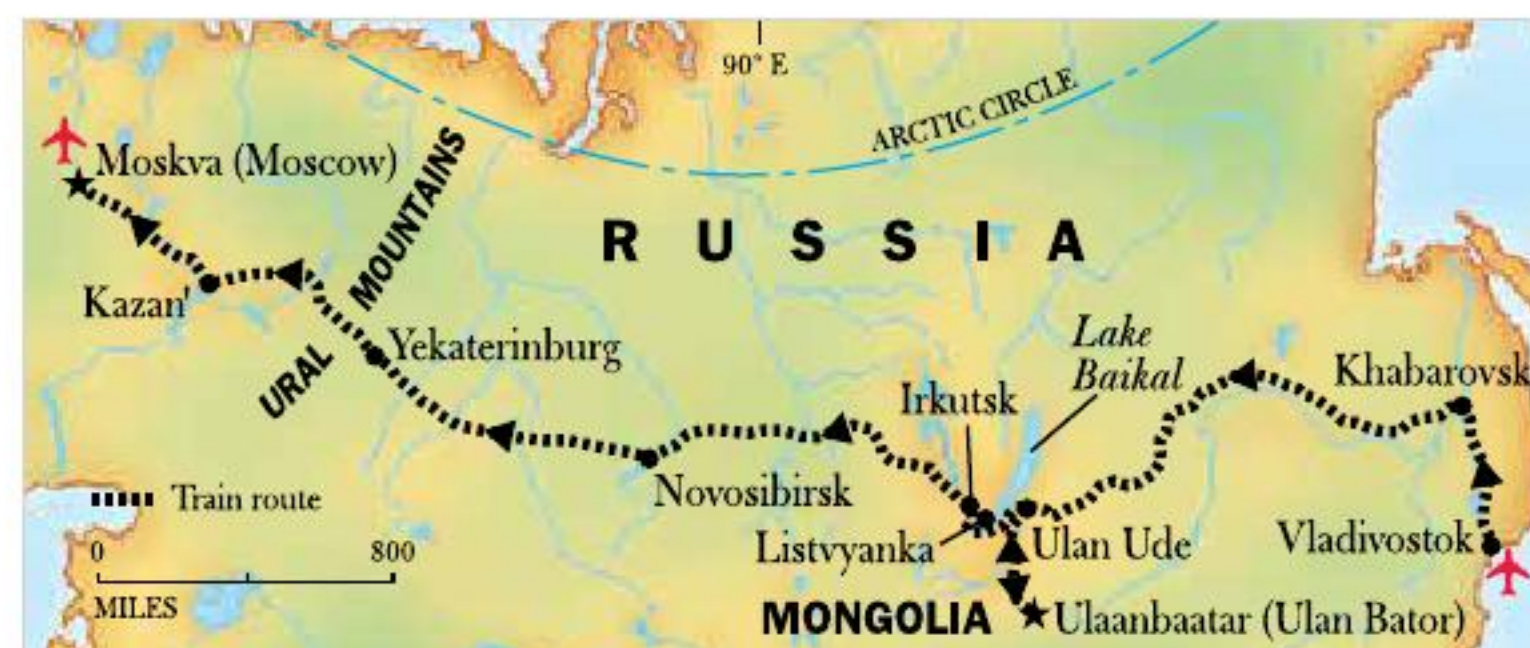 90° E
ARCTIC CIRCLE
Moskva (Moscow)
MOUNTAINS
RUSSIA
Kazan'
URAL
Yekaterinburg
Lake
Baikal
Irkutsk
Khabarovsk
Novosibirsk
Train route
Listvyanka
Ulan Ude
Vladivostok
0 800
MILES
MONGOLIA
Ulaanbaatar (Ulan Bator)